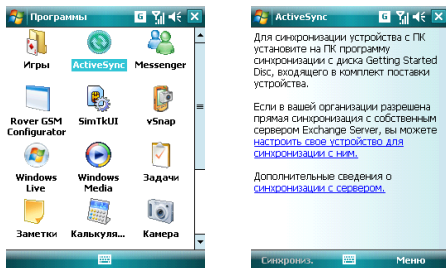 Программы
G
Игры
ActiveSync
Messenger
Rover GSM
Configurator
SimTkUI
vSnap
Windows
Live
Windows
Media
Задачи
Заметки
Калькуля...
Камера
ActiveSync
G
Для синхронизации устройства с ПК
установите на ПК программу
синхронизации с диска Getting Started
Disc, входящего в комплект поставки
устройства.
Если в вашей организации разрешена
прямая синхронизация с собственным
сервером Exchange Server, вы можете
настроить свое устройство для
синхронизации с ним.
Дополнительные сведения о
синхронизации с сервером.
Синхрониз.
Меню